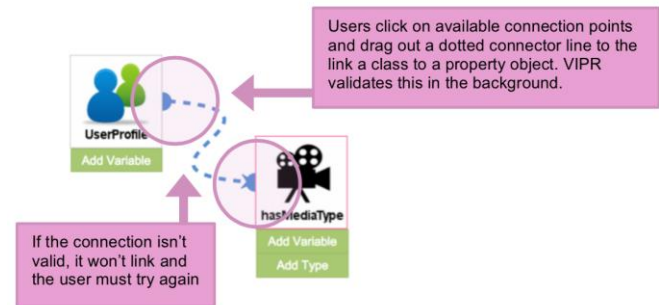 Users click on available connection points
and drag out a dotted connector line to the
link a class to a property object. VIPR
validates this in the background.
UserProfile
Add Variable
hasMediaType
Add Variable
Add Type
If the connection isn't
valid, it won't link and
the user must try again